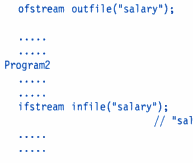 ofstream outfile("salary");
.....
.....
Program2
.....
.....
ifstream infile("salary");
// "sal
.....
.....